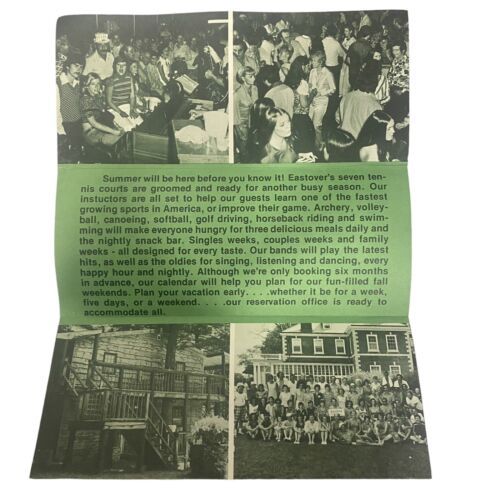 Summer will be here before you know it! Eastover's seven ten-
nis courts are groomed and ready for another busy season. Our
instuctors are all set to help our guests learn one of the fastest
growing sports in America, or improve their game. Archery, volley-
ball, canoeing, softball, golf driving, horseback riding and swim-
ming will make everyone hungry for three delicious meals daily and
the nightly snack bar. Singles weeks, couples weeks and family
weeks - all designed for every taste. Our bands will play the latest
hits, as well as the oldies for singing, listening and dancing, every
happy hour and nightly. Although we're only booking six months
in advance, our calendar will help you plan for our fun-filled fall
weekends. Plan your vacation early. . . .whether it be for a week,
five days, or a weekend. . . .our reservation office is ready to
accommodate all.